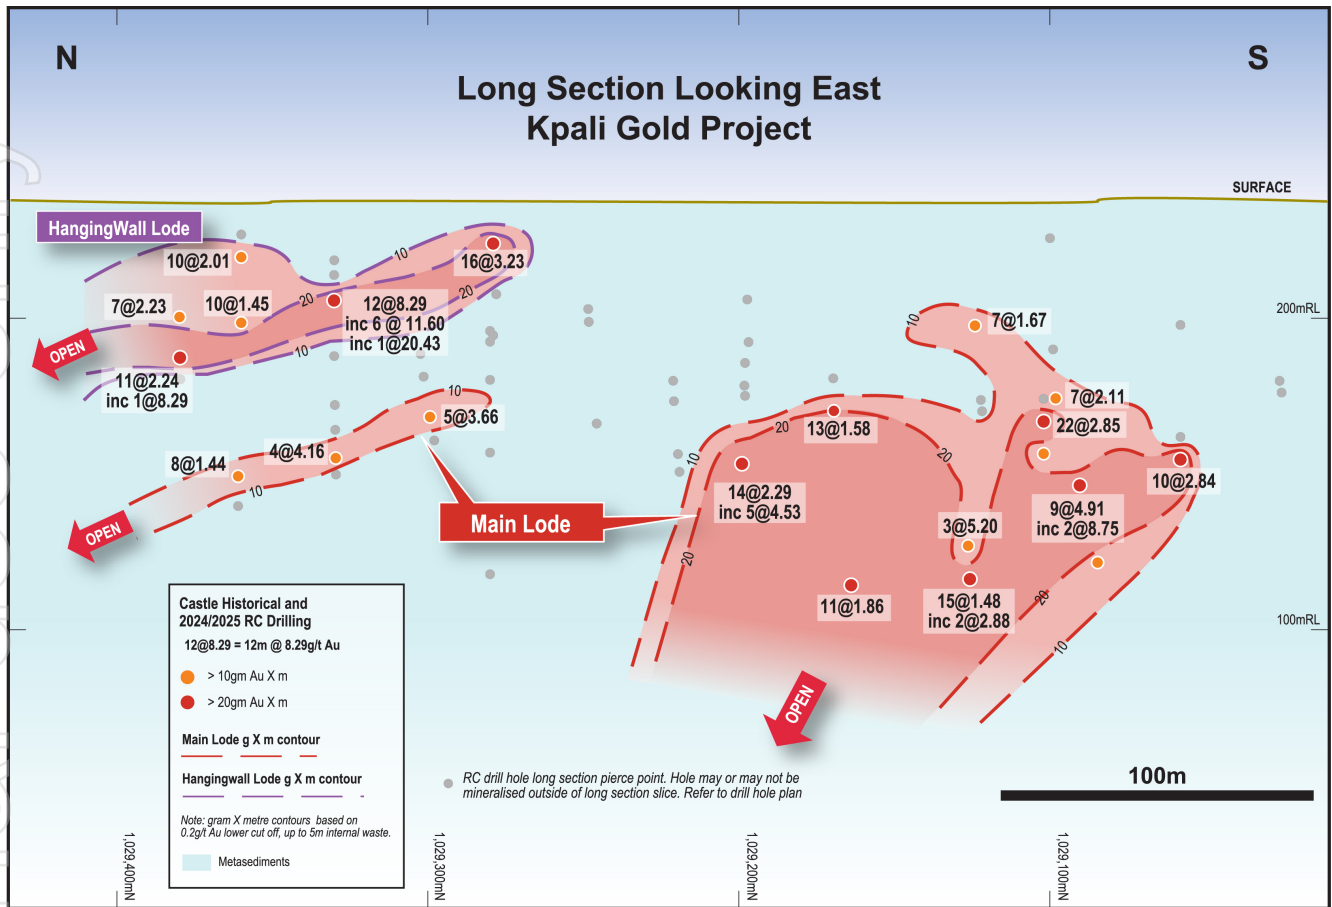 N
S
Long Section Looking East
Kpali Gold Project
SURFACE
HangingWall Lode
10@2.01
7@2.23
10@1.45
16@3.23
12@8.29
inc 6 @ 11.60
inc 1@20.43
11@2.24
inc 1@8.29
10
20
20
10
OPEN
200mRL
10
7@1.67
10
5@3.66
4@4.16
8@1.44
10
OPEN
Main Lode
7@2.11
22@2.85
13@1.58
20
20
10
14@2.29
inc 5@4.53
10@2.84
9@4.91
inc 2@8.75
3@5.20
20
11@1.86
15@1.48
inc 2@2.88
20
10
100mRL
OPEN
Castle Historical and
2024/2025 RC Drilling
12@8.29 = 12m @ 8.29g/t Au
> 10gm Au X m
> 20gm Au X m
Main Lode g X m contour
Hangingwall Lode g X m contour
Note: gram X metre contours based on
0.2g/t Au lower cut off, up to 5m internal waste.
Metasediments
RC drill hole long section pierce point. Hole may or may not be
mineralised outside of long section slice. Refer to drill hole plan
100m
1,029,400mN
1,029,300mN
1,029,200mN
1,029,100mN